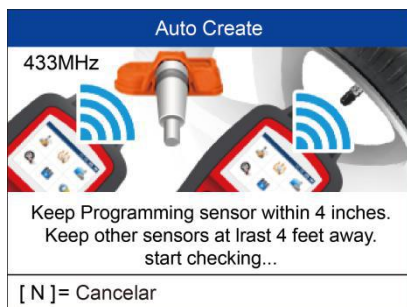 Auto Create
433MHz
Keep Programming sensor within 4 inches.
Keep other sensors at lrast 4 feet away.
start checking...
[ N ]= Cancelar